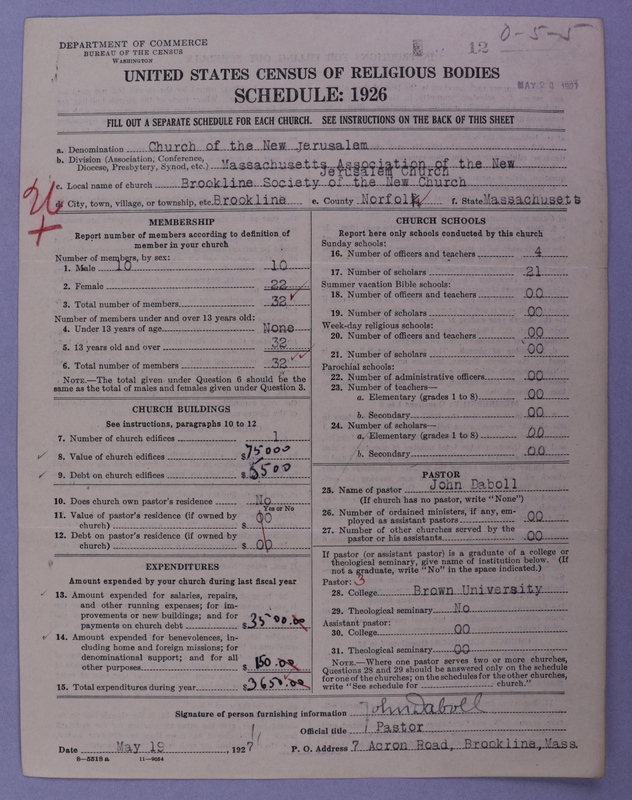 0-5-5
12
DEPARTMENT OF COMMERCE
BUREAU OF THE CENSUS
WASHINGTON
MAY 20 1927
UNITED STATES CENSUS OF RELIGIOUS BODIES
SCHEDULE: 1926
FILL OUT A SEPARATE SCHEDULE FOR EACH CHURCH. SEE INSTRUCTIONS ON THE BACK OF THIS SHEET
a. Denomination Church of the New Jerusalem
b. Division (Association, Conference, Diocese, Presbytery, Synod, etc.) Massachusetts Association of the New Jerusalem Church
c. Local name of church Brookline Society of the New Church
d. City, town, village, or township, etc. Brookline e. County Norfolk f. State Massachusets
MEMBERSHIP
Report number of members according to definition of member in your church
Number of members, by sex:
1. Male 10 10
2. Female 22
3. Total number of members 32
Number of members under and over 13 years old:
4. Under 13 years of age None
5. 13 years old and over 32
6. Total number of members 32
NOTE.—The total given under Question 6 should be the same as the total of males and females given under Question 3.
CHURCH BUILDINGS
See instructions, paragraphs 10 to 12
7. Number of church edifices 1
8. Value of church edifices $75000
9. Debt on church edifices $5500
10. Does church own pastor's residence No
Yes or No
11. Value of pastor's residence (if owned by church) $ 00
12. Debt on pastor's residence (if owned by church) $ 00
EXPENDITURES
Amount expended by your church during last fiscal year
13. Amount expended for salaries, repairs, and other running expenses; for improvements or new buildings; and for payments on church debt $3500.00
14. Amount expended for benevolences, including home and foreign missions; for denominational support; and for all other purposes $150.00
15. Total expenditures during year $3650.00
CHURCH SCHOOLS
Report here only schools conducted by this church
Sunday schools:
16. Number of officers and teachers 4
17. Number of scholars 21
Summer vacation Bible schools:
18. Number of officers and teachers 00
19. Number of scholars 00
Week-day religious schools:
20. Number of officers and teachers 00
21. Number of scholars 00
Parochial schools:
22. Number of administrative officers 00
23. Number of teachers—
a. Elementary (grades 1 to 8) 00
b. Secondary 00
24. Number of scholars—
a. Elementary (grades 1 to 8) 00
b. Secondary 00
PASTOR
25. Name of pastor John Daboll
(If church has no pastor, write "None")
26. Number of ordained ministers, if any, employed as assistant pastors 00
27. Number of other churches served by the pastor or his assistants 00
If pastor (or assistant pastor) is a graduate of a college or theological seminary, give name of institution below. (If not a graduate, write "No" in the space indicated.)
Pastor: 3
28. College Brown University
29. Theological seminary No
Assistant pastor:
30. College 00
31. Theological seminary 00
NOTE.—Where one pastor serves two or more churches, Questions 28 and 29 should be answered only on the schedule for one of the churches; on the schedules for the other churches, write "See schedule for church."
Signature of person furnishing information John Daboll
Official title Pastor
Date May 19, 1927 P. O. Address 7 Acron Road, Brookline, Mass.
8—5519a 11—9054